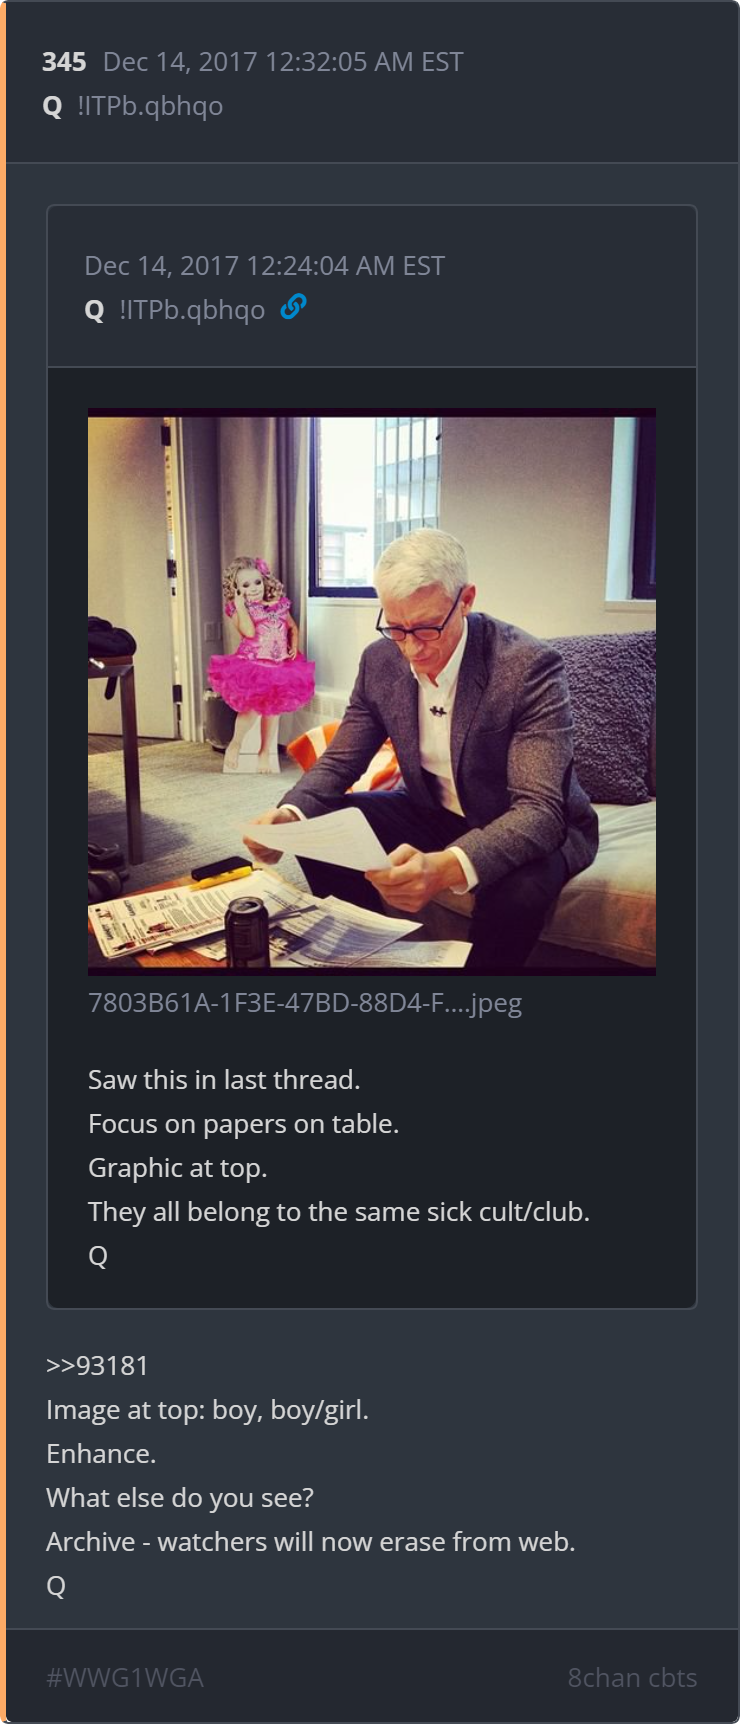 345 Dec 14, 2017 12:32:05 AM EST
Q !ITPb.qbhqo
Dec 14, 2017 12:24:04 AM EST
Q !ITPb.qbhqo
7803B61A-1F3E-47BD-88D4-F....jpeg
Saw this in last thread.
Focus on papers on table.
Graphic at top.
They all belong to the same sick cult/club.
Q
>>93181
Image at top: boy, boy/girl.
Enhance.
What else do you see?
Archive - watchers will now erase from web.
Q
#WWG1WGA
8chan cbts